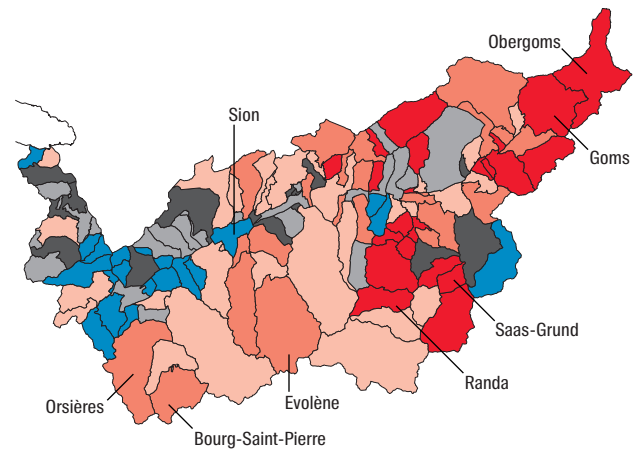 Obergoms
Sion
Goms
Saas-Grund
Randa
Orsières
Evolène
Bourg-Saint-Pierre